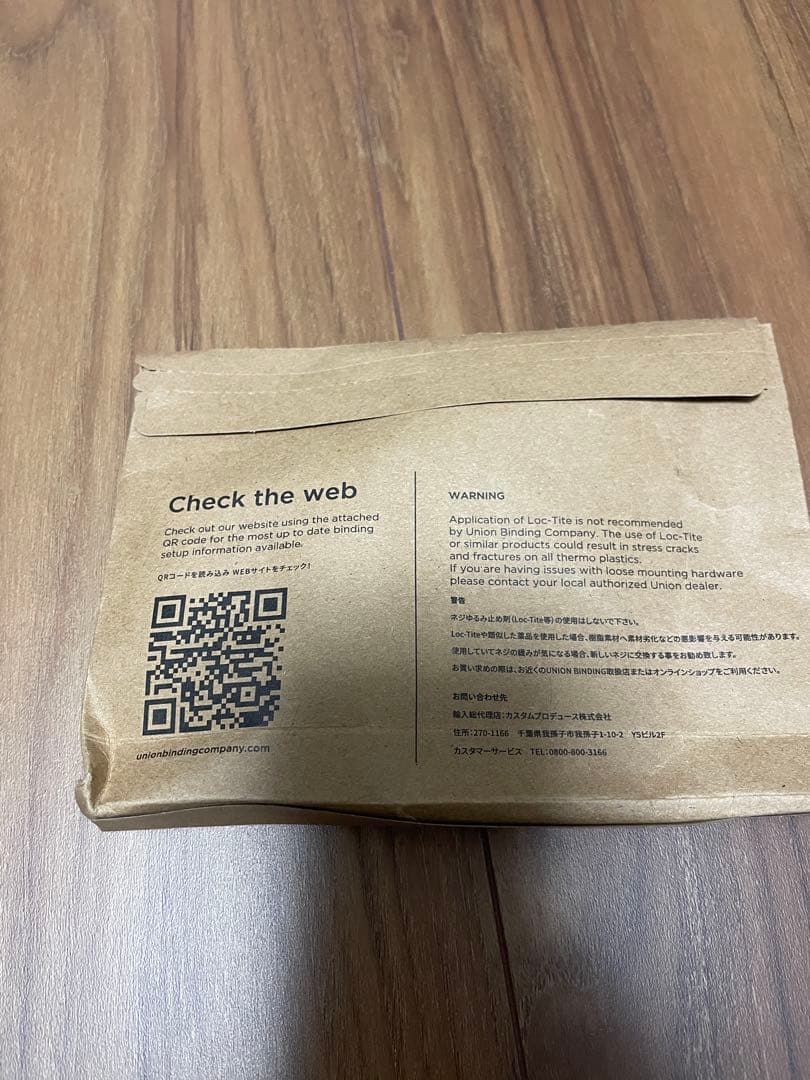 Check the web
Check out our website using the attached
QR code for the most up to date binding
setup information available.
QRコードを読み込み WEBサイトをチェック!
unionbindingcompany.com
WARNING
Application of Loc-Tite is not recommended
by Union Binding Company. The use of Loc-Tite
or similar products could result in stress cracks
and fractures on all thermo plastics.
If you are having issues with loose mounting hardware
please contact your local authorized Union dealer.
警告
ネジゆるみ止め剤(Loc-Tite等)の使用はしないで下さい。
Loc-Titeや類似した薬品を使用した場合、樹脂素材へ素材劣化などの悪影響を与える可能性があります。
使用していてネジの緩みが気になる場合、新しいネジに交換する事をお勧め致します。
お買い求めの際は、お近くのUNION BINDING取扱店またはオンラインショップをご利用ください。
お問い合わせ先
輸入総代理店:カスタムプロデュース株式会社
住所:270-1166 千葉県我孫子市我孫子1-10-2 YSビル2F
カスタマーサービス TEL:0800-800-3166